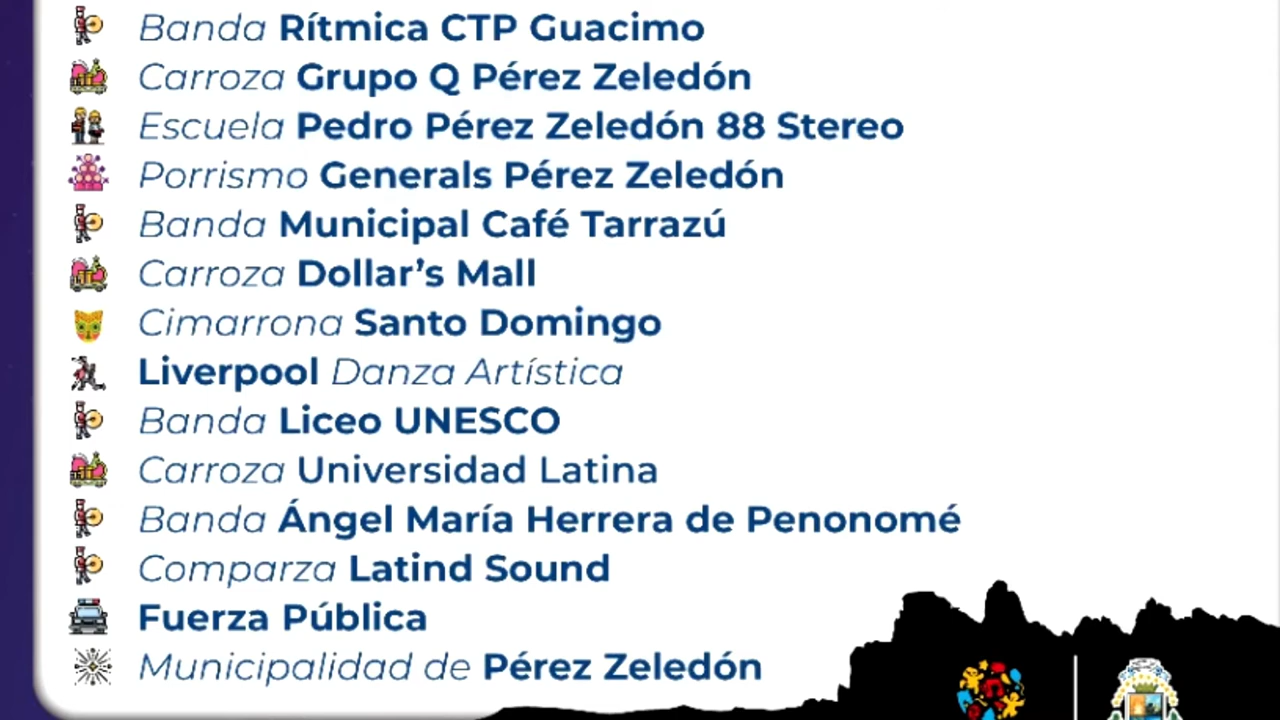 Banda Rítmica CTP Guacimo
Carroza Grupo Q Pérez Zeledón
Escuela Pedro Pérez Zeledón 88 Stereo
Porrismo Generals Pérez Zeledón
Banda Municipal Café Tarrazú
Carroza Dollar’s Mall
Cimarrona Santo Domingo
Liverpool Danza Artística
Banda Liceo UNESCO
Carroza Universidad Latina
Banda Ángel María Herrera de Penonomé
Comparza Latind Sound
Fuerza Pública
Municipalidad de Pérez Zeledón